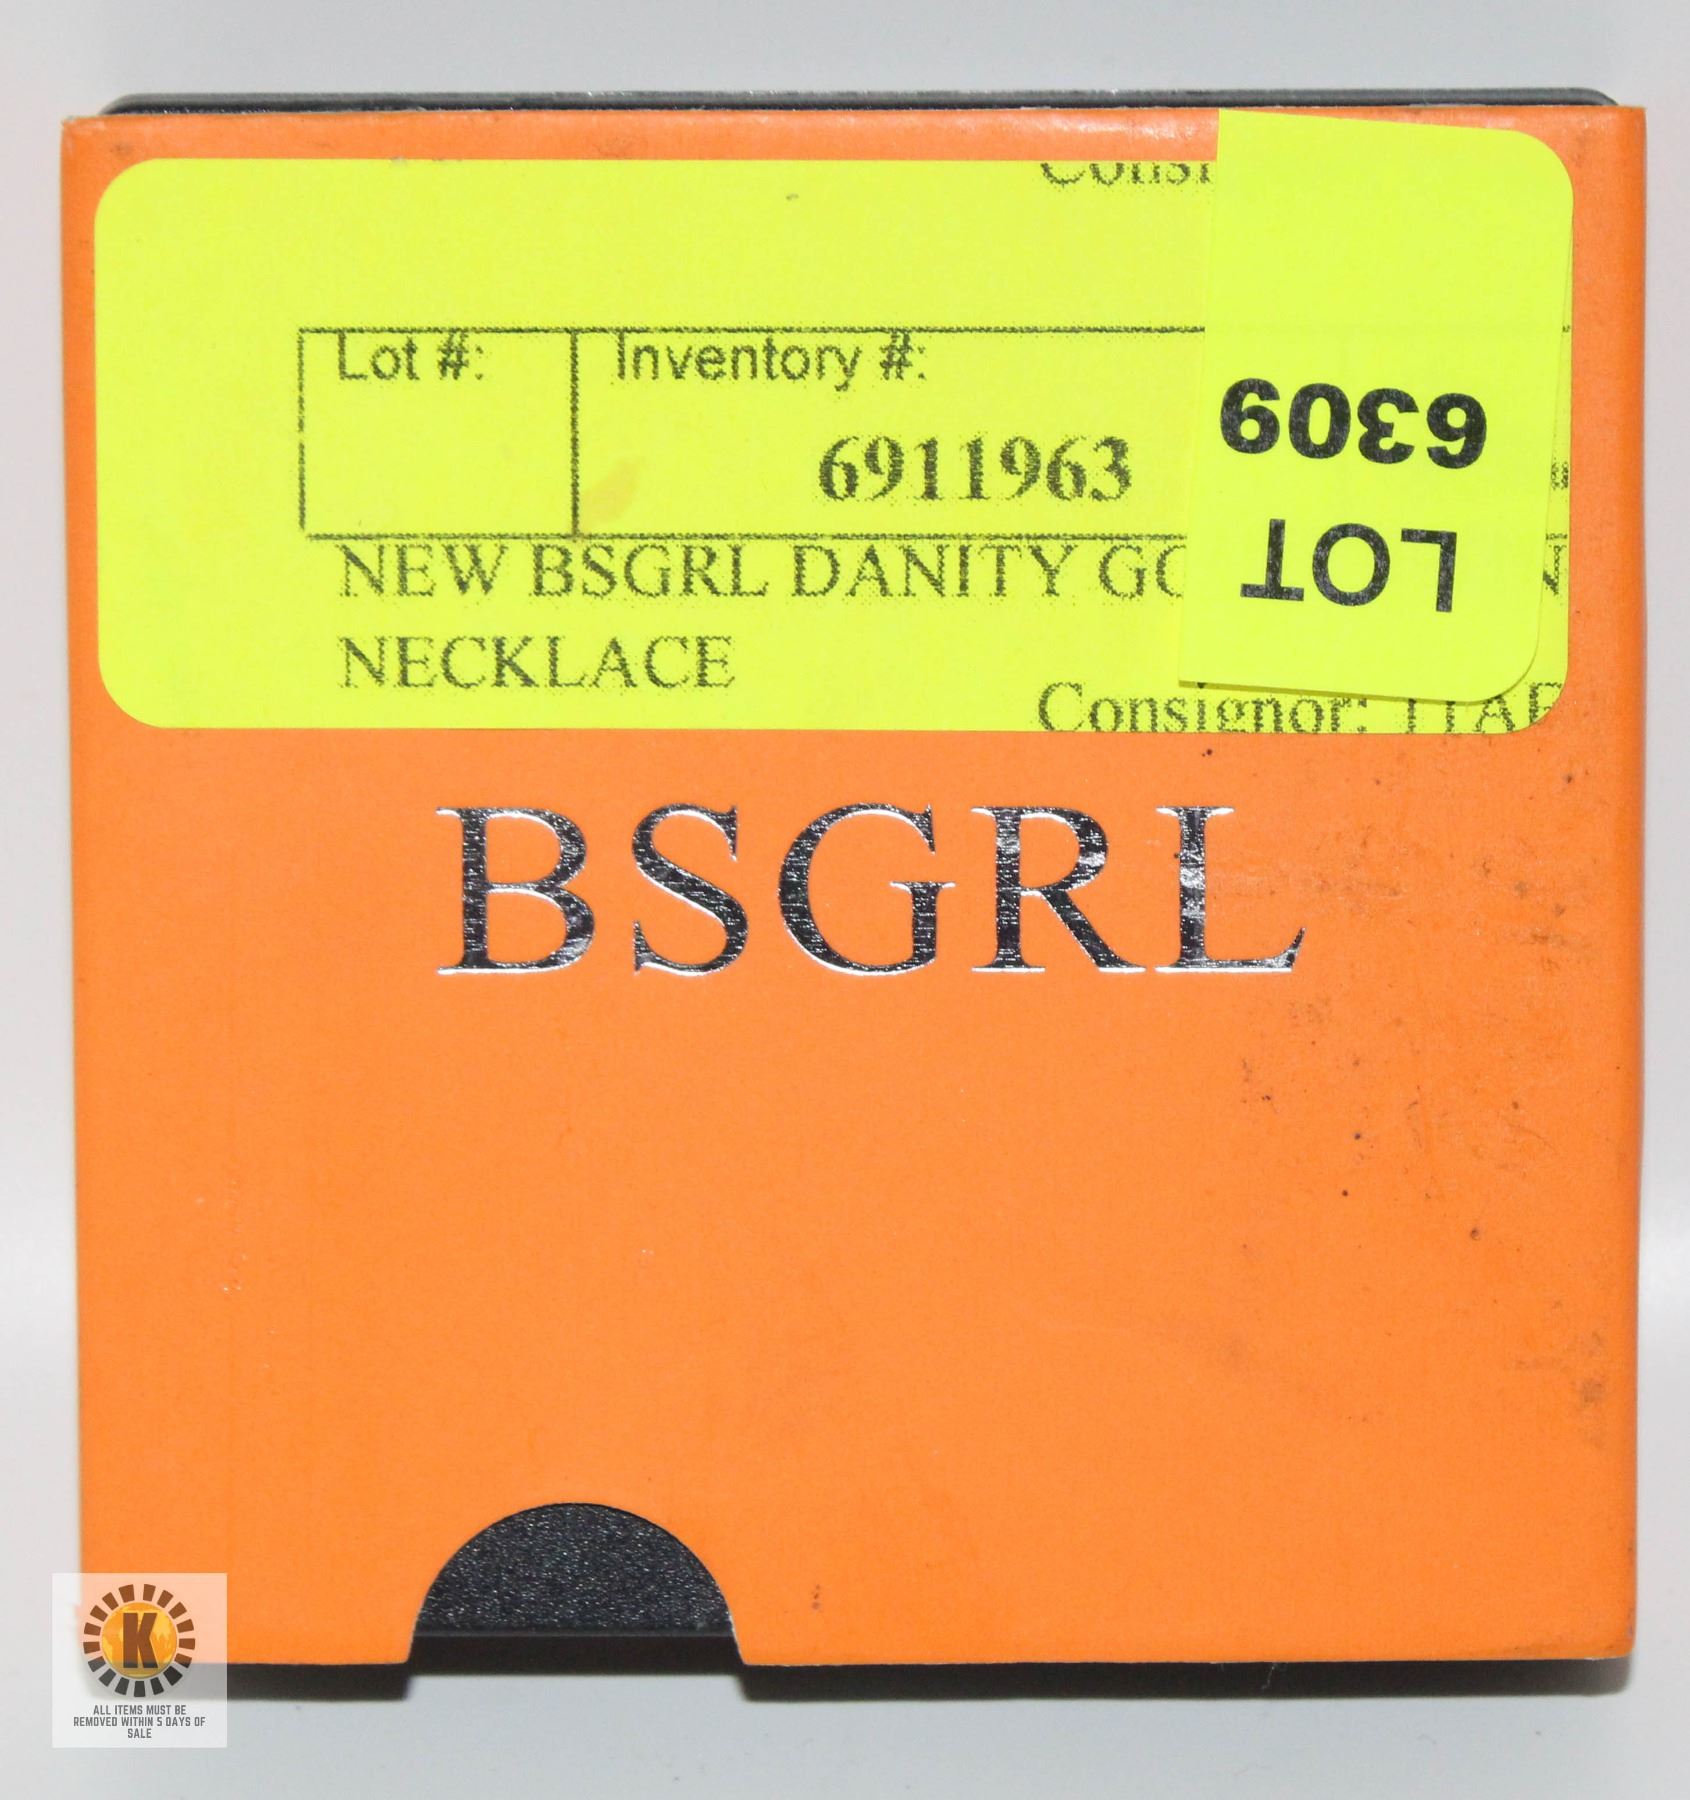 Lot #:
Inventory #:
6911963
NEW BSGRL DANITY
NECKLACE
Consignor:
LOT
6309
BSGRL
K
ALL ITEMS MUST BE
REMOVED WITHIN 5 DAYS OF
SALE